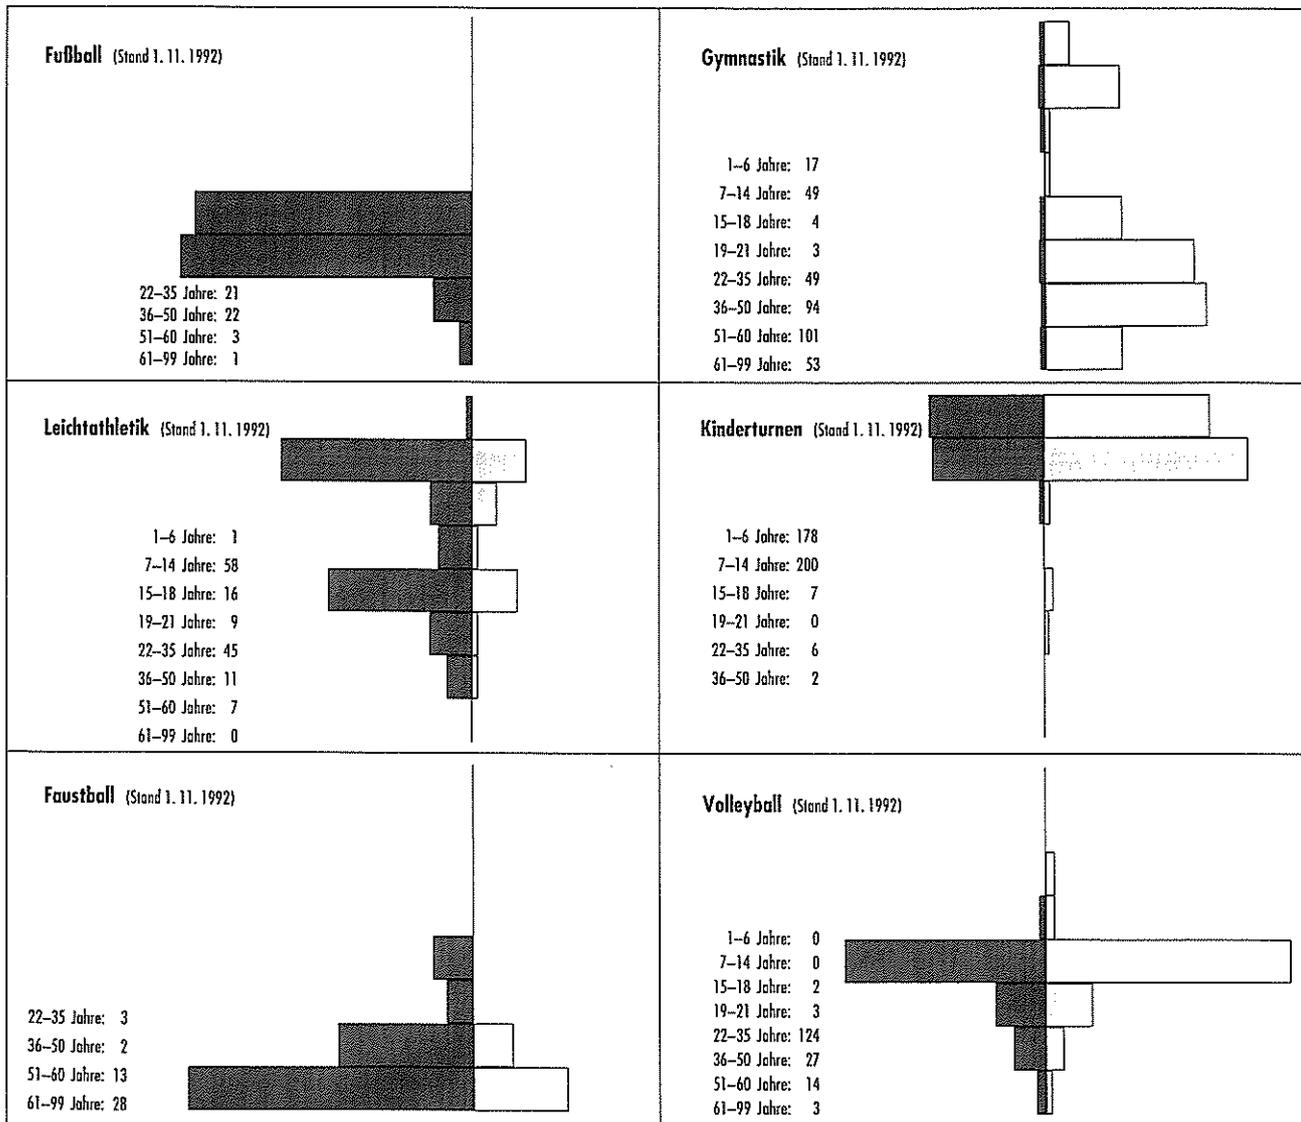 Fußball (Stand 1. 11. 1992)
22–35 Jahre: 21
36–50 Jahre: 22
51–60 Jahre: 3
61–99 Jahre: 1
Gymnastik (Stand 1. 11. 1992)
1–6 Jahre: 17
7–14 Jahre: 49
15–18 Jahre: 4
19–21 Jahre: 3
22–35 Jahre: 49
36–50 Jahre: 94
51–60 Jahre: 101
61–99 Jahre: 53
Leichtathletik (Stand 1. 11. 1992)
1–6 Jahre: 1
7–14 Jahre: 58
15–18 Jahre: 16
19–21 Jahre: 9
22–35 Jahre: 45
36–50 Jahre: 11
51–60 Jahre: 7
61–99 Jahre: 0
Kinderturnen (Stand 1. 11. 1992)
1–6 Jahre: 178
7–14 Jahre: 200
15–18 Jahre: 7
19–21 Jahre: 0
22–35 Jahre: 6
36–50 Jahre: 2
Faustball (Stand 1. 11. 1992)
22–35 Jahre: 3
36–50 Jahre: 2
51–60 Jahre: 13
61–99 Jahre: 28
Volleyball (Stand 1. 11. 1992)
1–6 Jahre: 0
7–14 Jahre: 0
15–18 Jahre: 2
19–21 Jahre: 3
22–35 Jahre: 124
36–50 Jahre: 27
51–60 Jahre: 14
61–99 Jahre: 3